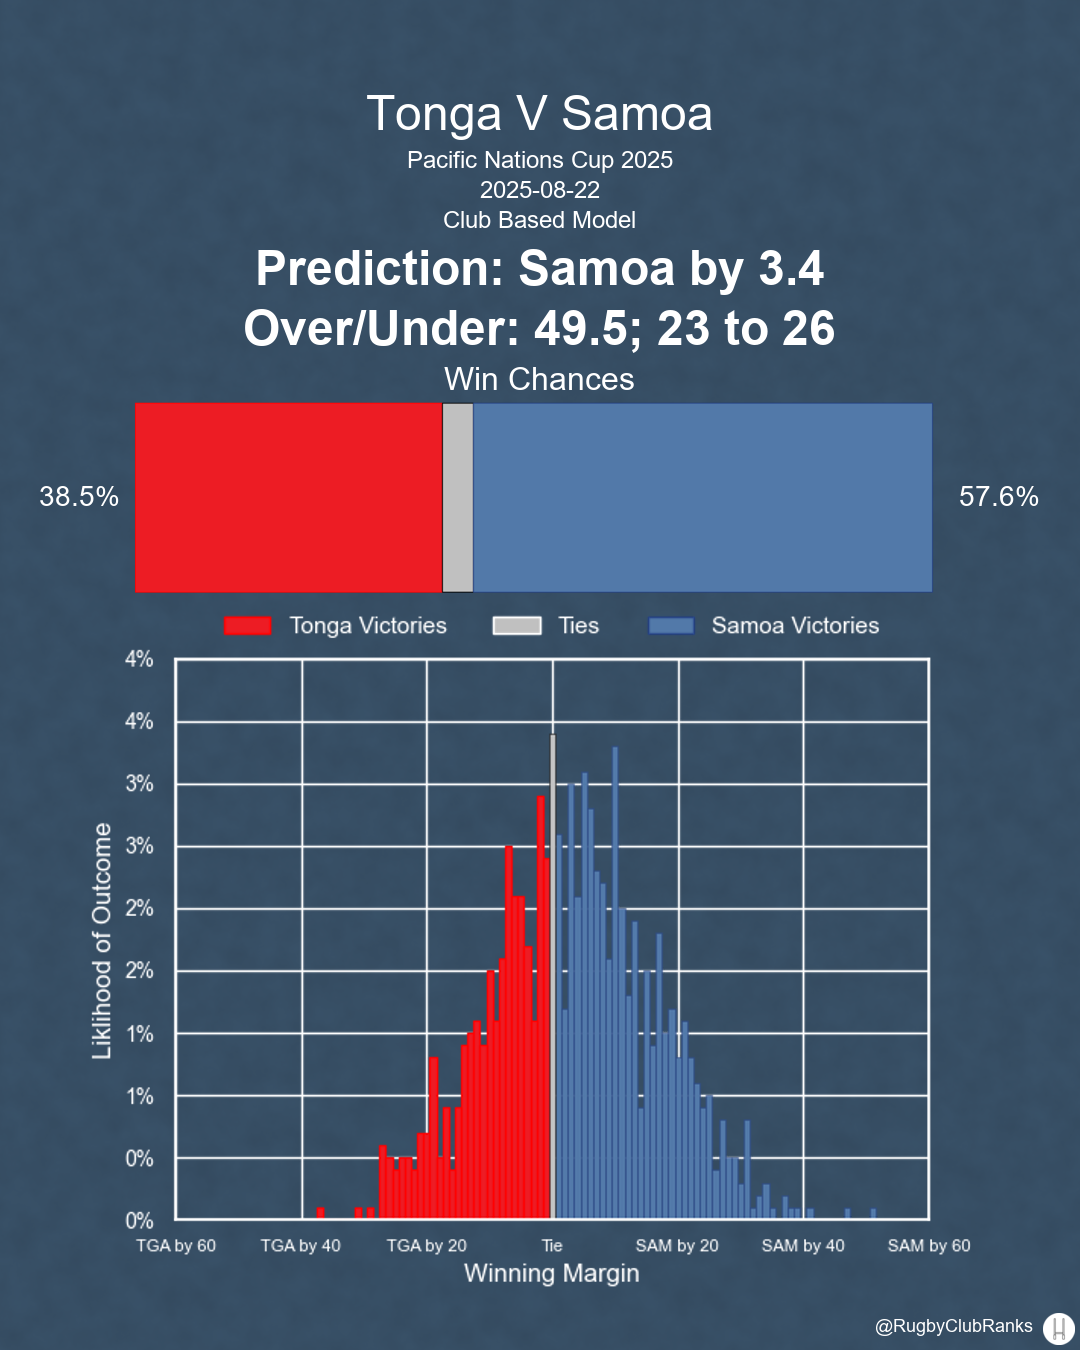 Tonga V Samoa
Pacific Nations Cup 2025
2025-08-22
Club Based Model
Prediction: Samoa by 3.4
Over/Under: 49.5; 23 to 26
Win Chances
38.5%
57.6%
Tonga Victories
Ties
Samoa Victories
4%
4%
3%
3%
2%
2%
1%
1%
0%
0%
Liklihood of Outcome
TGA by 60
TGA by 40
TGA by 20
Tie
SAM by 20
SAM by 40
SAM by 60
Winning Margin
@RugbyClubRanks